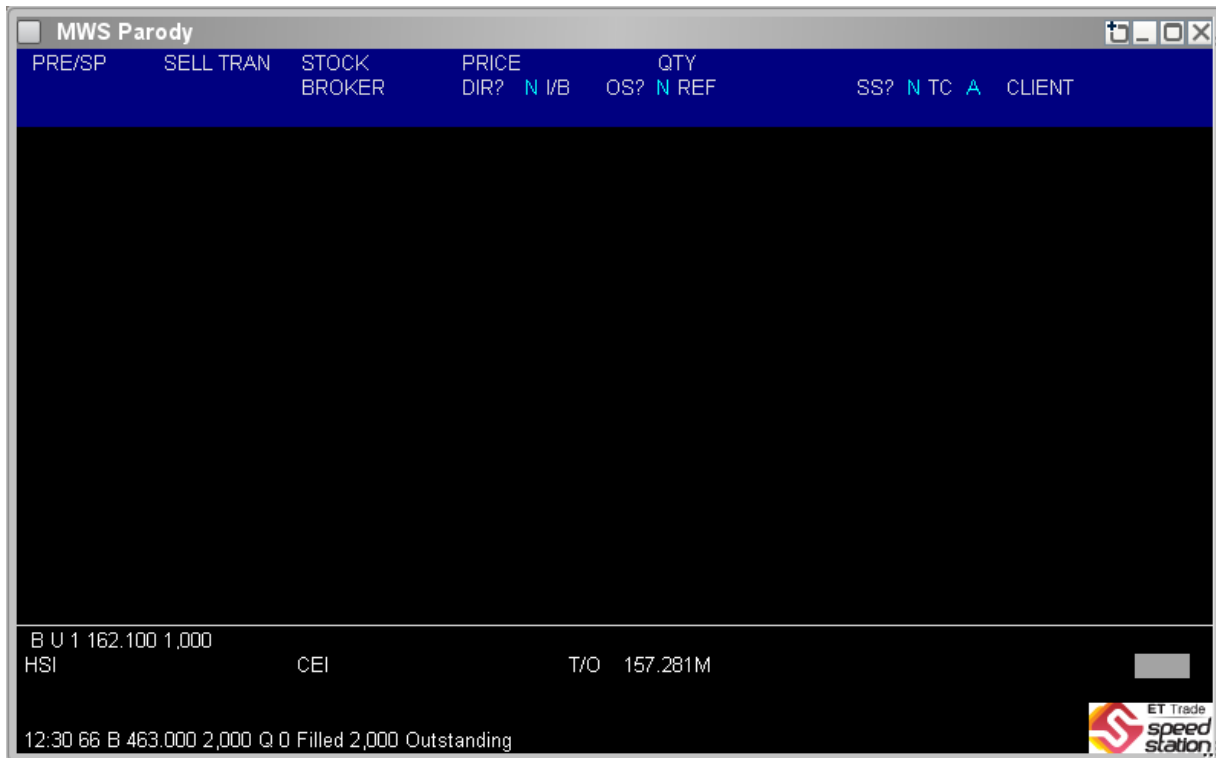 MWS Parody
PRE/SP SELL TRAN STOCK PRICE QTY
BROKER DIR? N I/B OS? N REF SS? N TC A CLIENT
B U 1 162.100 1,000
HSI CEI T/O 157.281M
12:30 66 B 463.000 2,000 Q 0 Filled 2,000 Outstanding
ET Trade
speed
station